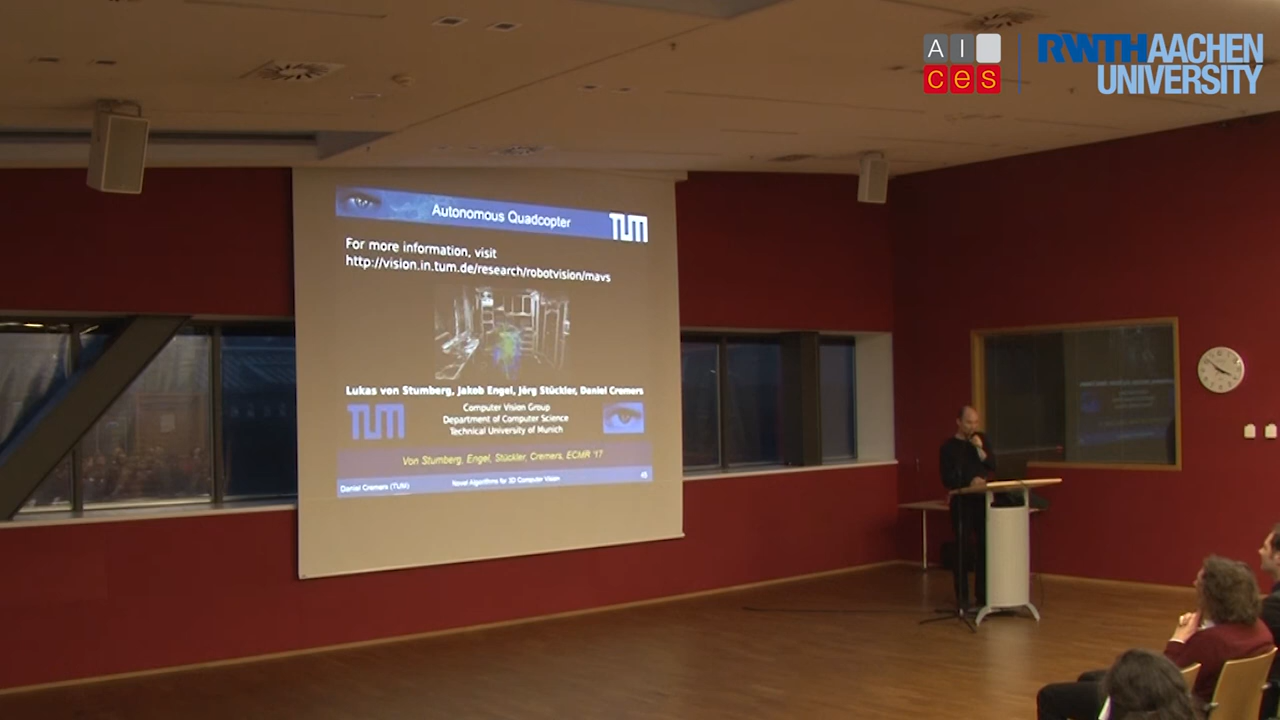 AI
ces
RWTHAACHEN
UNIVERSITY
Autonomous Quadcopter
TUM
For more information, visit
http://vision.in.tum.de/research/robotvision/mavs
Lukas von Stumberg, Jakob Engel, Jörg Stückler, Daniel Cremers
TUM
Computer Vision Group
Department of Computer Science
Technical University of Munich
Von Stumberg, Engel, Stückler, Cremers, ECMR '17
Daniel Cremers (TUM)
Novel Algorithms for 3D Computer Vision
45